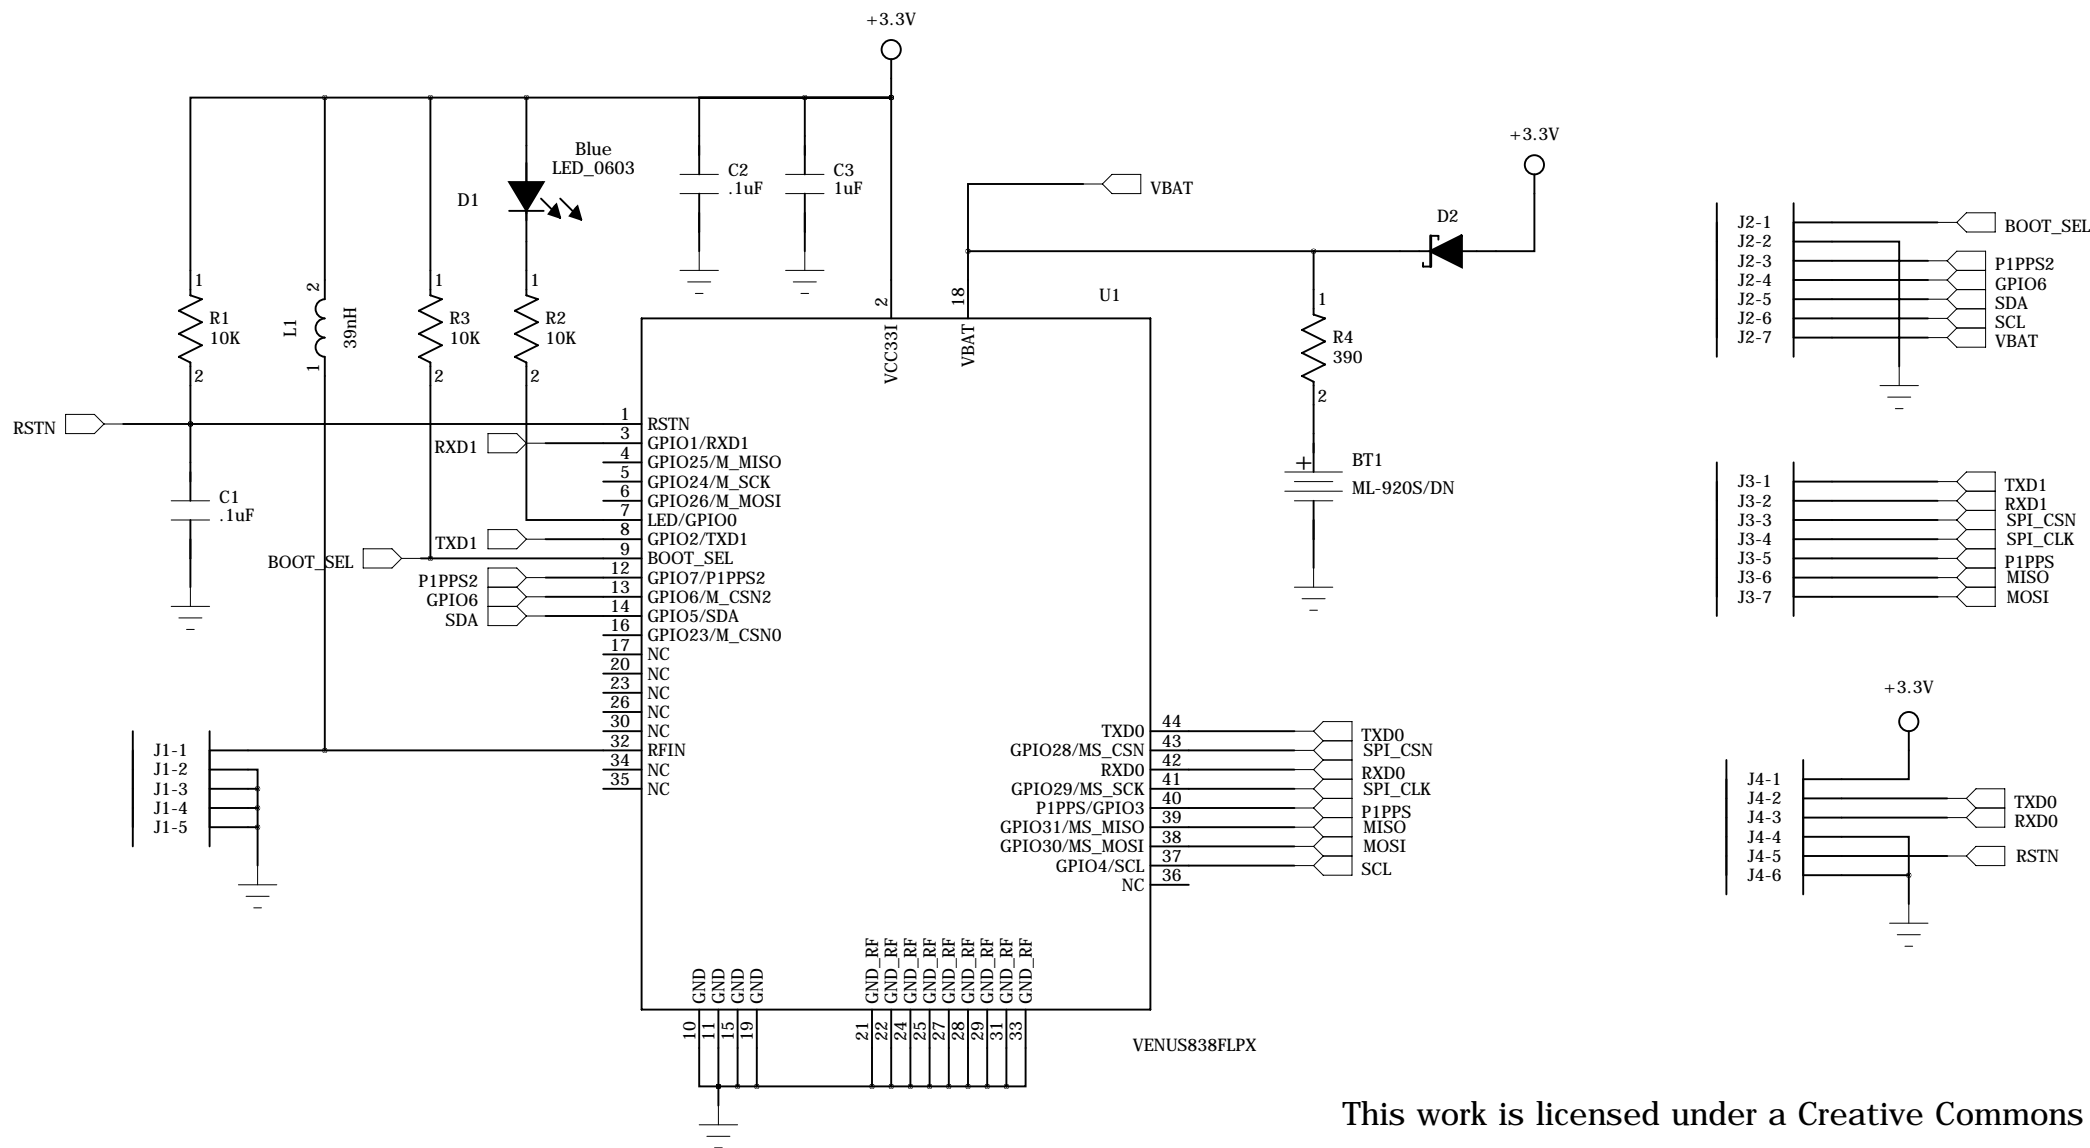 +3.3V
Blue
LED_0603
D1
C2
.1uF
C3
1uF
+3.3V
VBAT
D2
1
R1
10K
2
2
L1
39nH
1
1
R3
10K
2
1
R2
10K
2
2
VCC33I
18
VBAT
U1
1
R4
390
2
+
BT1
ML-920S/DN
RSTN
C1
.1uF
RXD1
TXD1
BOOT_SEL
P1PPS2
GPIO6
SDA
1 RSTN
3 GPIO1/RXD1
4 GPIO25/M_MISO
5 GPIO24/M_SCK
6 GPIO26/M_MOSI
7 LED/GPIO0
8 GPIO2/TXD1
9 BOOT_SEL
12 GPIO7/P1PPS2
13 GPIO6/M_CSN2
14 GPIO5/SDA
16 GPIO23/M_CSN0
17 NC
20 NC
23 NC
26 NC
30 NC
32 RFIN
34 NC
35 NC
J1-1
J1-2
J1-3
J1-4
J1-5
TXD0 44 TXD0
GPIO28/MS_CSN 43 SPI_CSN
RXD0 42 RXD0
GPIO29/MS_SCK 41 SPI_CLK
P1PPS/GPIO3 40 P1PPS
GPIO31/MS_MISO 39 MISO
GPIO30/MS_MOSI 38 MOSI
GPIO4/SCL 37 SCL
NC 36
GND 10
GND 11
GND 15
GND 19
GND_RF 21
GND_RF 22
GND_RF 24
GND_RF 25
GND_RF 27
GND_RF 28
GND_RF 29
GND_RF 31
GND_RF 33
VENUS838FLPX
J2-1 BOOT_SEL
J2-2
J2-3 P1PPS2
J2-4 GPIO6
J2-5 SDA
J2-6 SCL
J2-7 VBAT
J3-1 TXD1
J3-2 RXD1
J3-3 SPI_CSN
J3-4 SPI_CLK
J3-5 P1PPS
J3-6 MISO
J3-7 MOSI
+3.3V
J4-1
J4-2 TXD0
J4-3 RXD0
J4-4
J4-5 RSTN
J4-6
This work is licensed under a Creative Commons